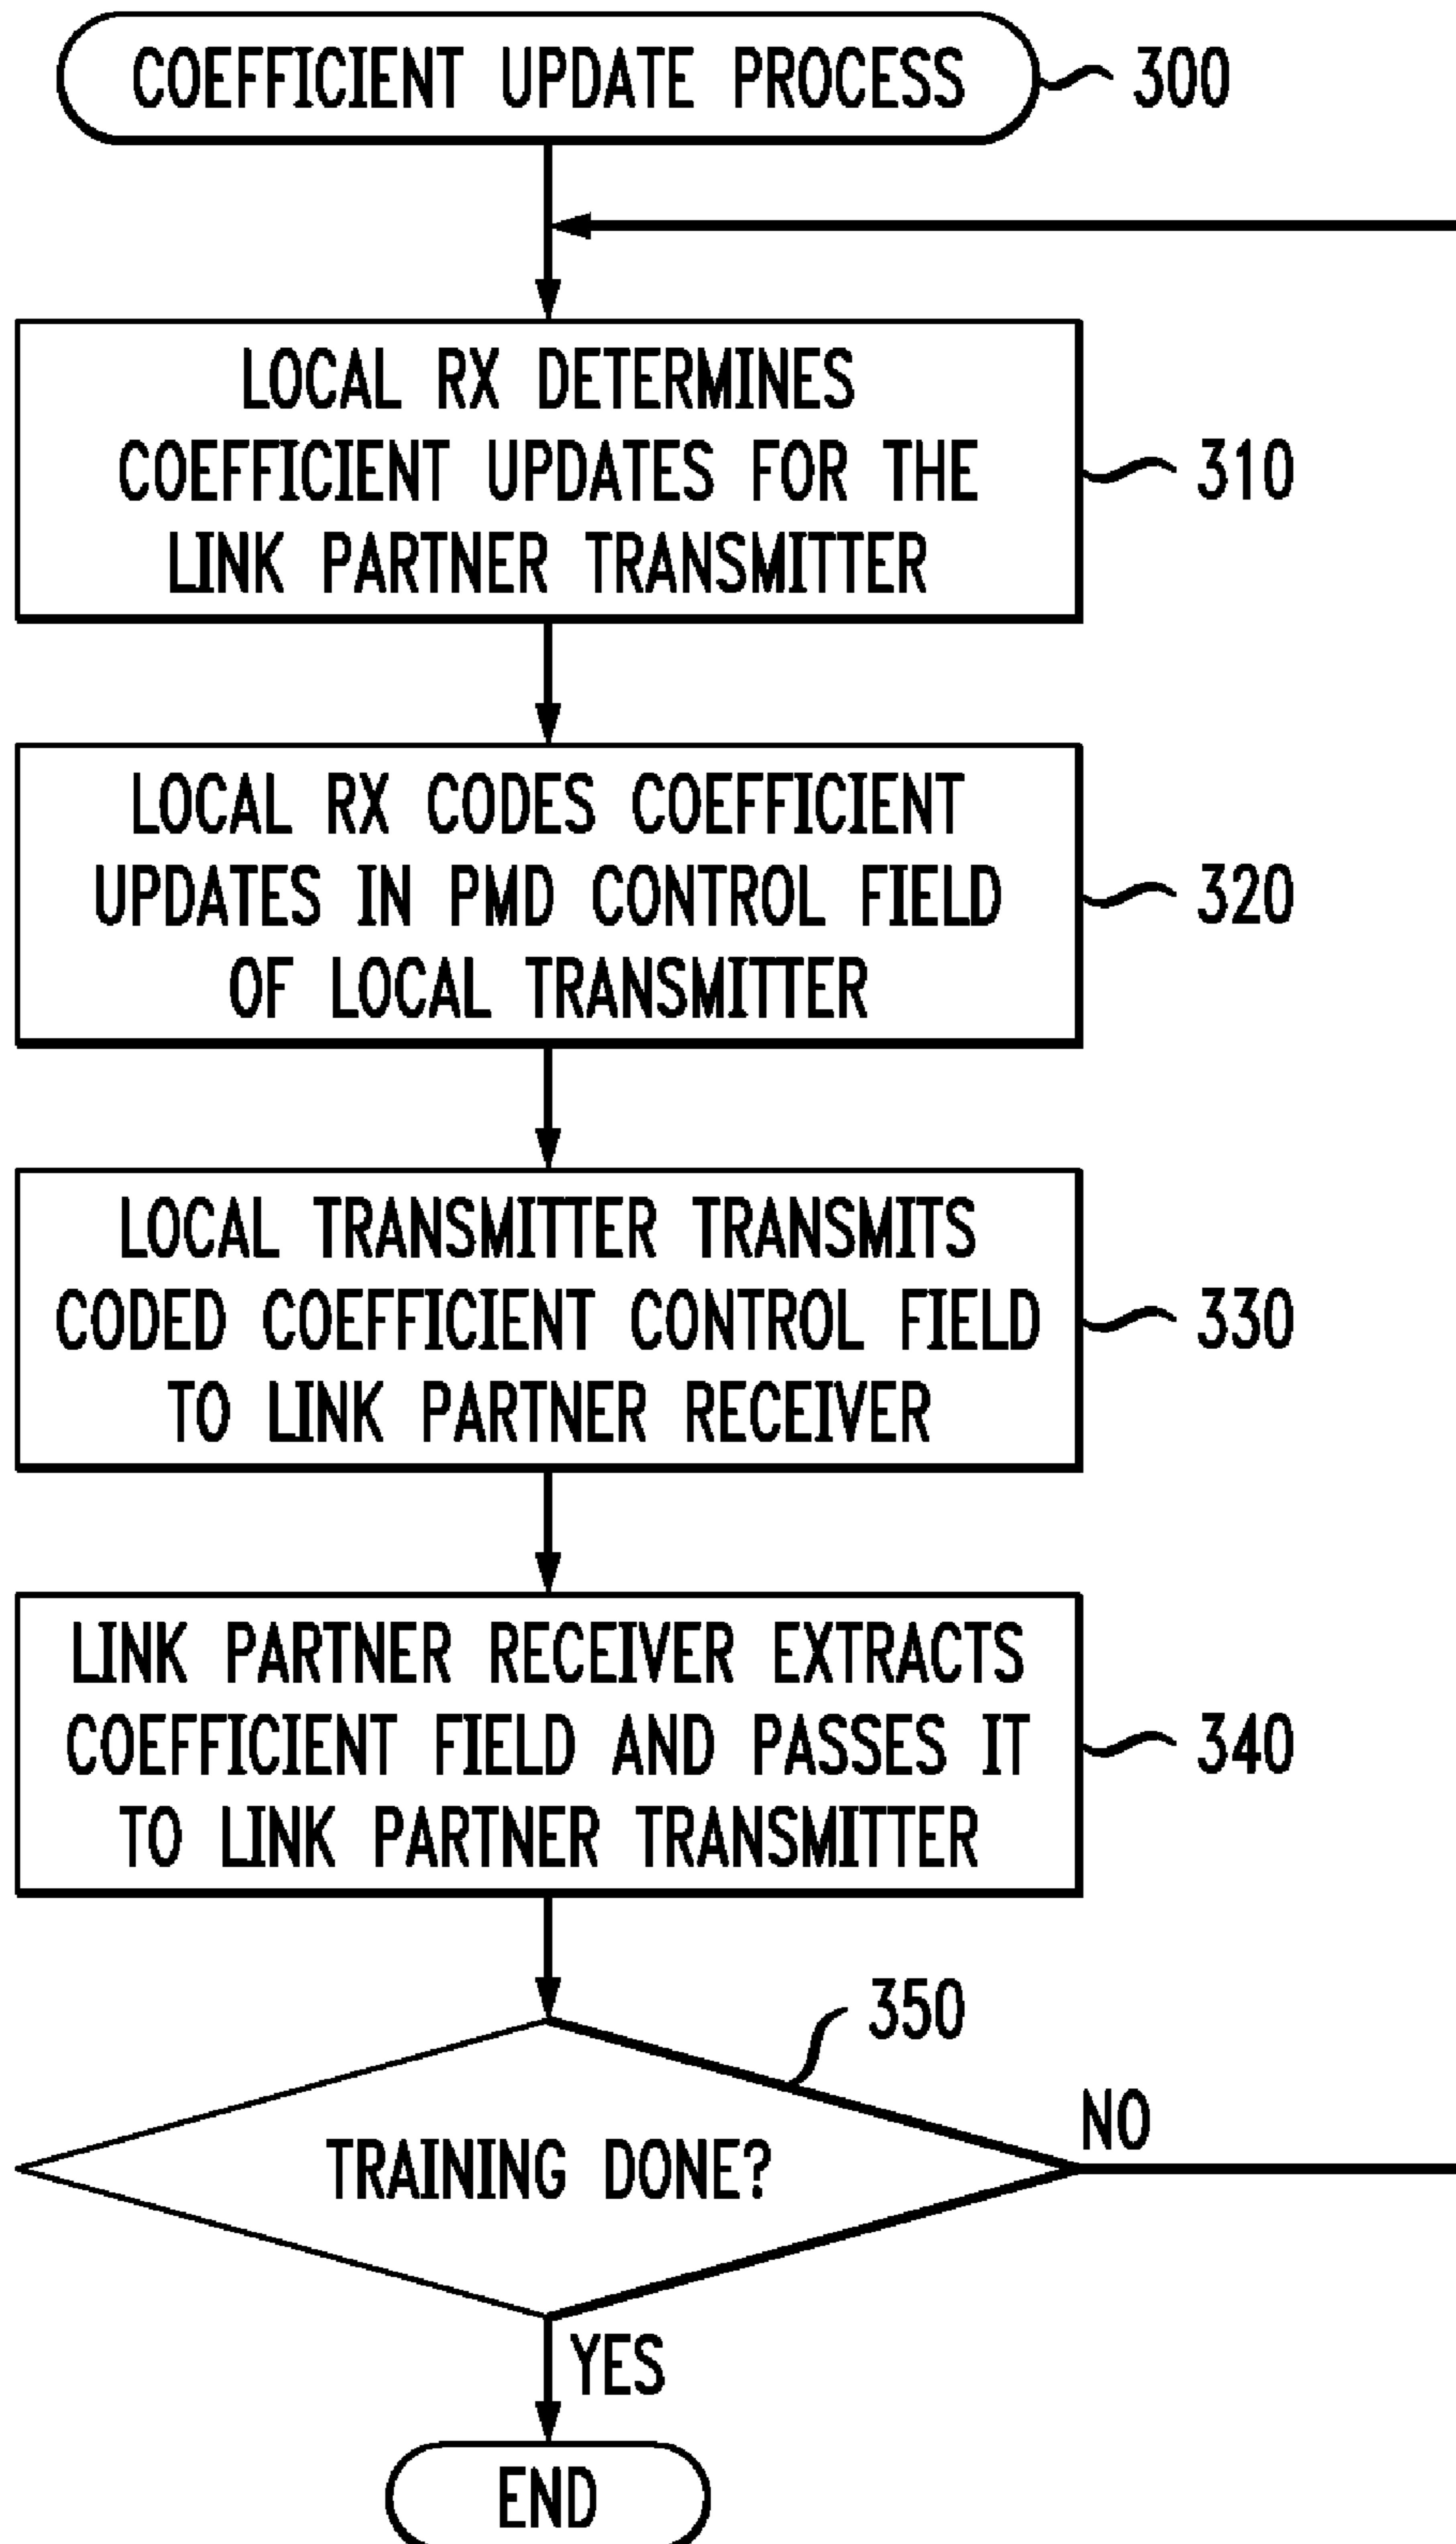 COEFFICIENT UPDATE PROCESS
300
LOCAL RX DETERMINES
COEFFICIENT UPDATES FOR THE
LINK PARTNER TRANSMITTER
310
LOCAL RX CODES COEFFICIENT
UPDATES IN PMD CONTROL FIELD
OF LOCAL TRANSMITTER
320
LOCAL TRANSMITTER TRANSMITS
CODED COEFFICIENT CONTROL FIELD
TO LINK PARTNER RECEIVER
330
LINK PARTNER RECEIVER EXTRACTS
COEFFICIENT FIELD AND PASSES IT
TO LINK PARTNER TRANSMITTER
340
350
TRAINING DONE?
NO
YES
END